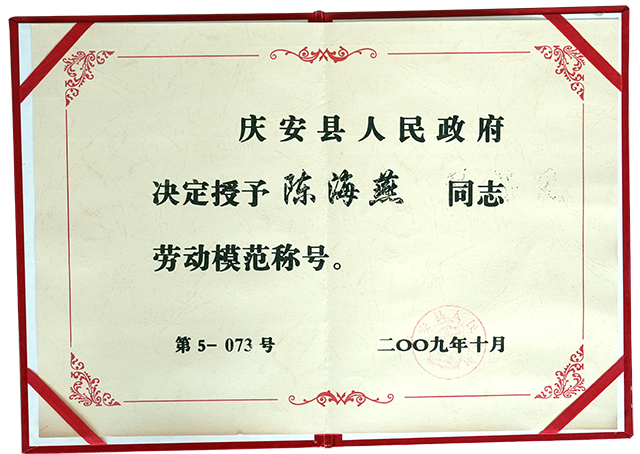 庆安县人民政府
决定授予 陈海燕 同志
劳动模范称号。
第 5-073 号
二〇〇九年十月